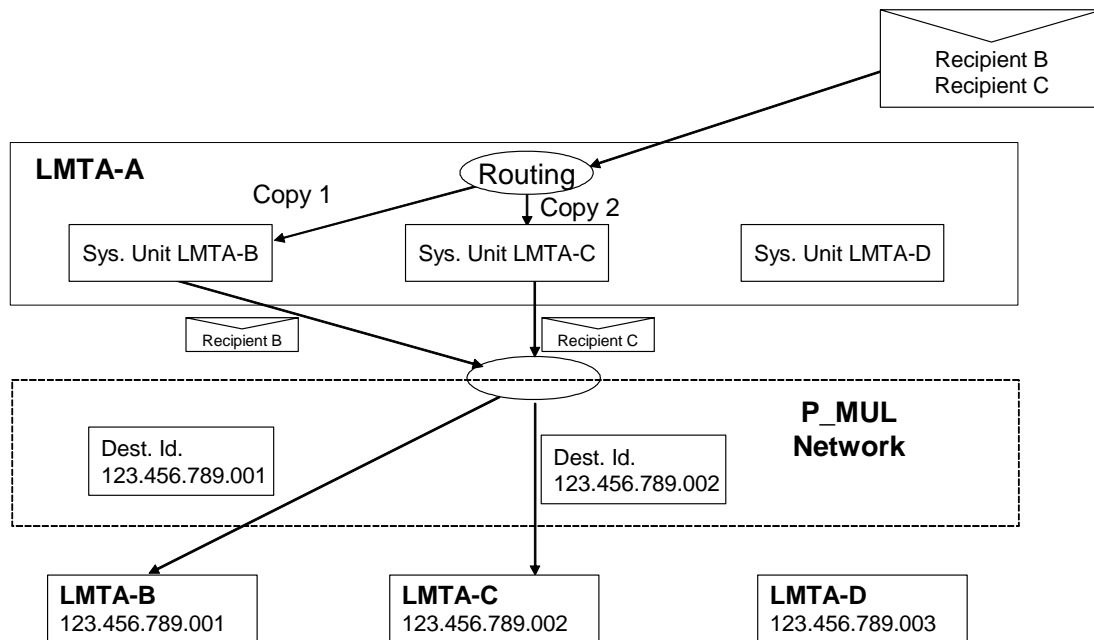 Recipient B
Recipient C
LMTA-A
Routing
Copy 1
Copy 2
Sys. Unit LMTA-B
Sys. Unit LMTA-C
Sys. Unit LMTA-D
Recipient B
Recipient C
P_MUL
Network
Dest. Id.
123.456.789.001
Dest. Id.
123.456.789.002
LMTA-B
123.456.789.001
LMTA-C
123.456.789.002
LMTA-D
123.456.789.003